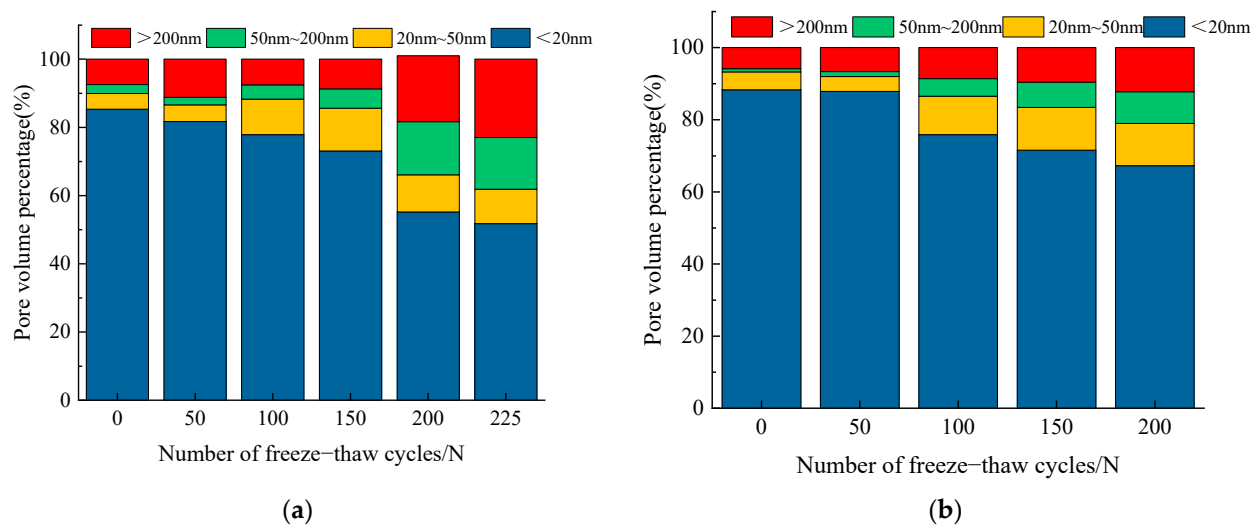 >200nm 50nm~200nm 20nm~50nm <20nm
Pore volume percentage(%)
100
80
60
40
20
0
0 50 100 150 200 225
Number of freeze−thaw cycles/N
(a)
>200nm 50nm~200nm 20nm~50nm <20nm
Pore volume percentage(%)
100
80
60
40
20
0
0 50 100 150 200
Number of freeze−thaw cycles/N
(b)